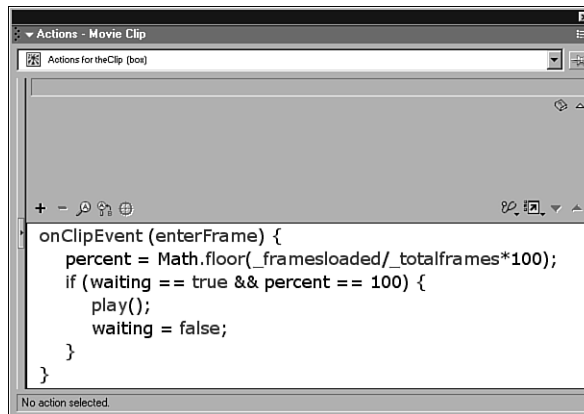 Actions - Movie Clip
Actions for theClip (box)
onClipEvent (enterFrame) {
percent = Math.floor(_framesloaded/_totalframes*100);
if (waiting == true && percent == 100) {
play();
waiting = false;
}
}
No action selected.